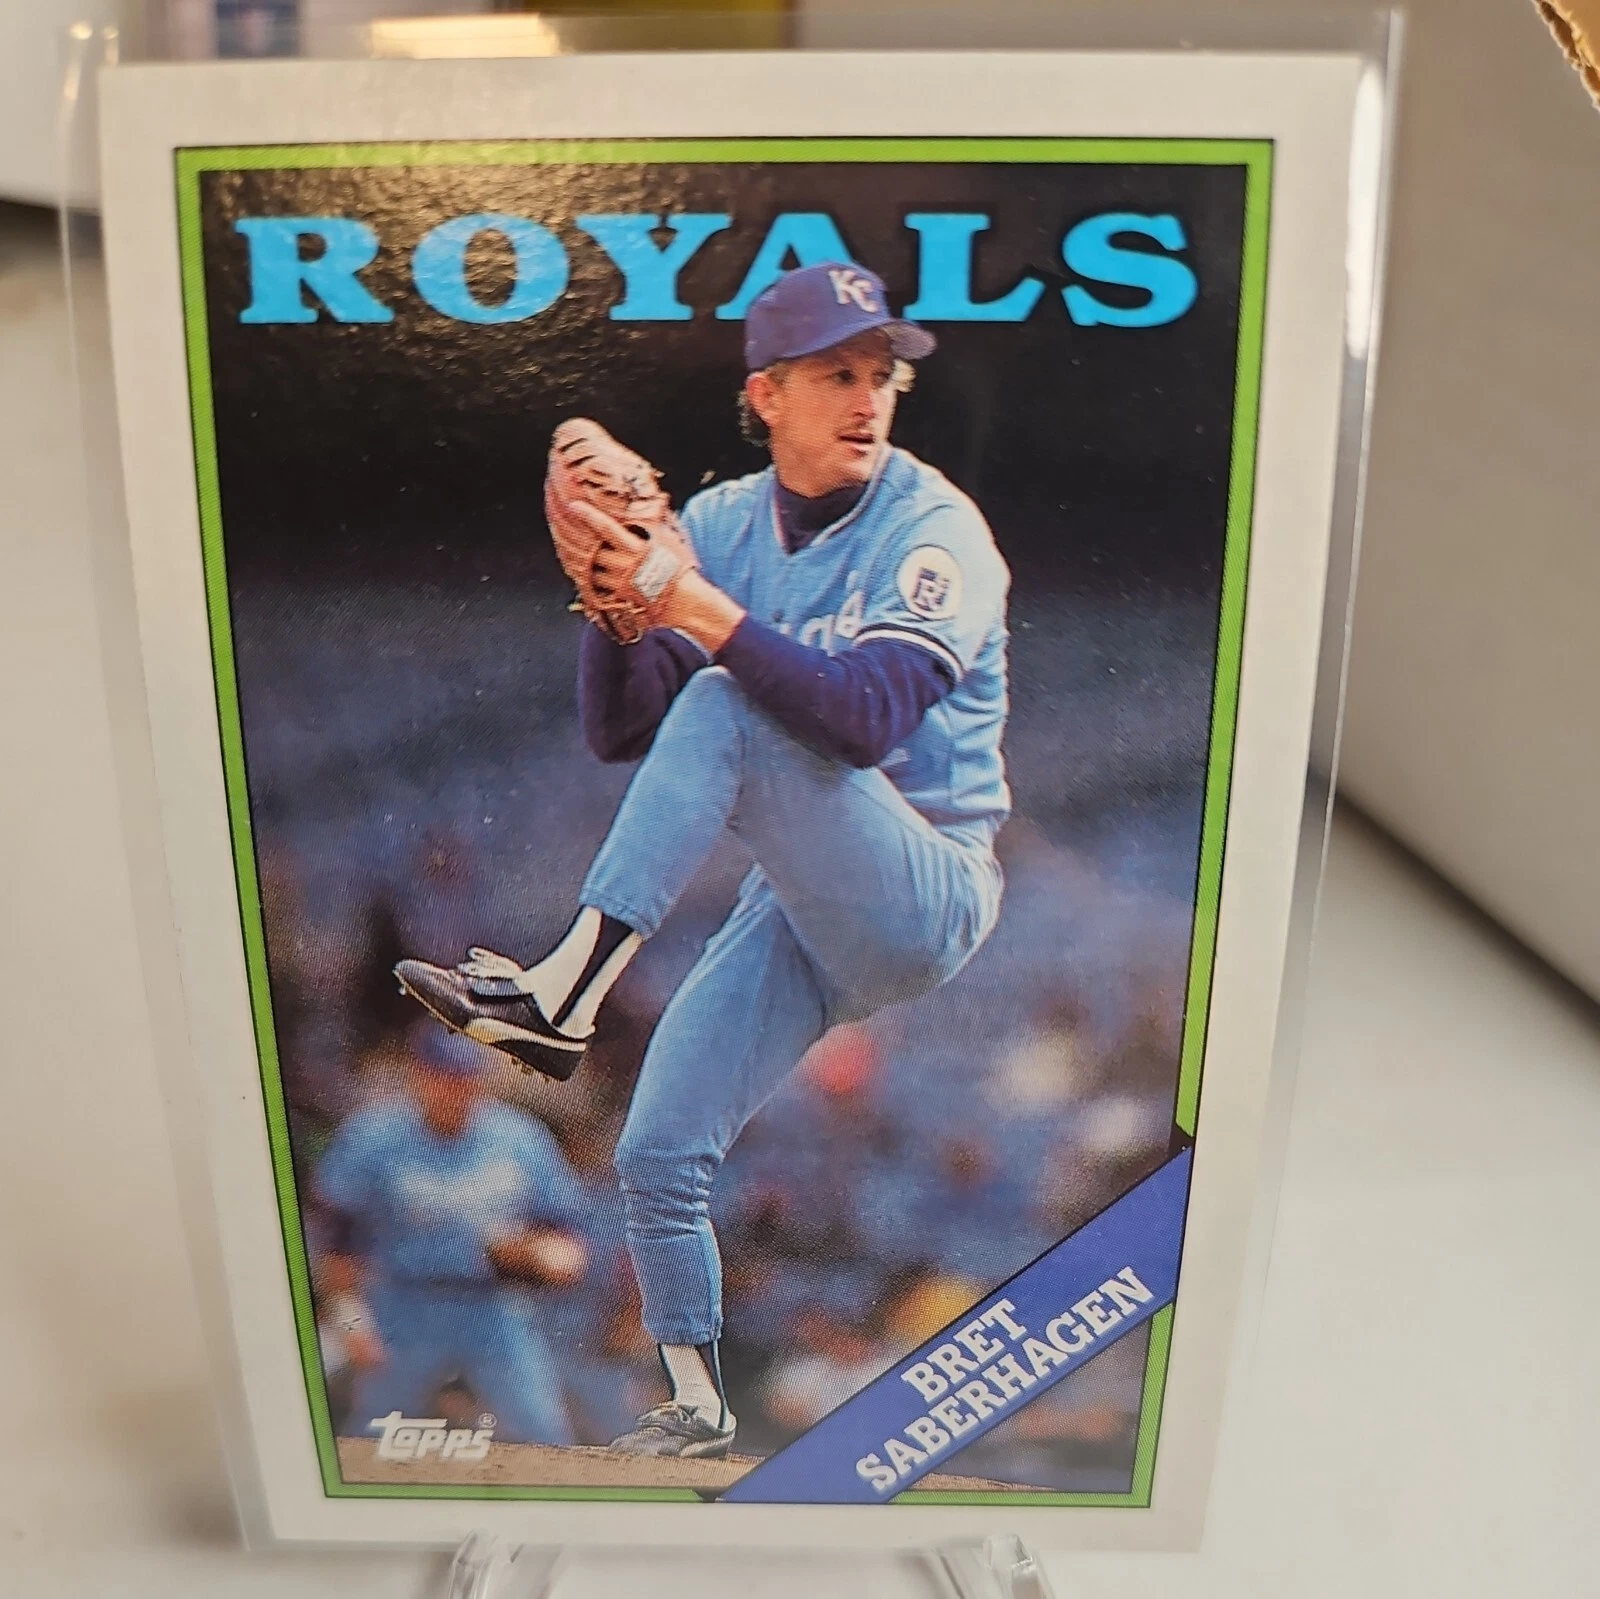 ROYALS
KC
BRET
SABERHAGEN
topps®